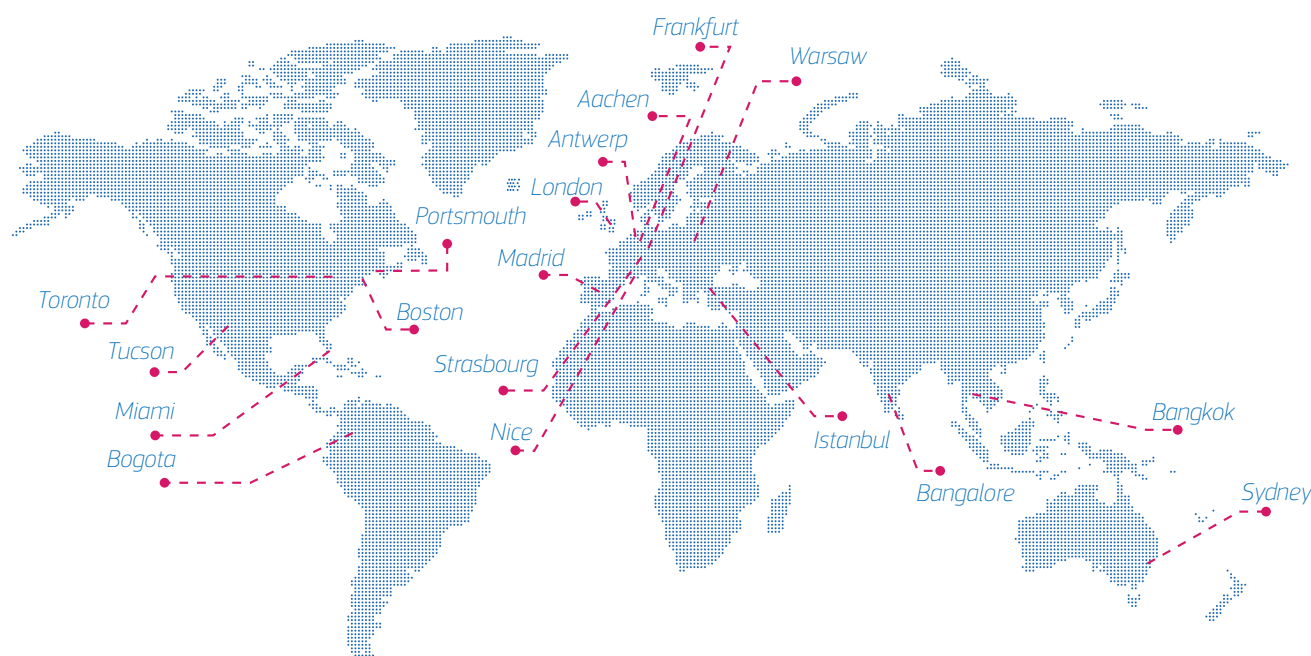 Frankfurt
Warsaw
Aachen
Antwerp
London
Portsmouth
Madrid
Toronto
Boston
Tucson
Strasbourg
Miami
Bangkok
Nice
Istanbul
Bogota
Bangalore
Sydney